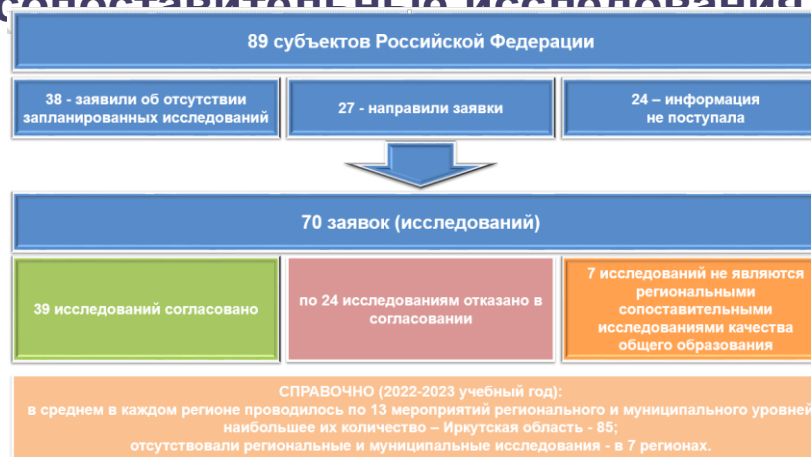 сопоставительные исследования
89 субъектов Российской Федерации
38 - заявили об отсутствии
запланированных исследований
27 - направили заявки
24 – информация
не поступала
70 заявок (исследований)
39 исследований согласовано
по 24 исследованиям отказано в
согласовании
7 исследований не являются
региональными
сопоставительными
исследованиями качества
общего образования
СПРАВОЧНО (2022-2023 учебный год):
в среднем в каждом регионе проводилось по 13 мероприятий регионального и муниципального уровней
наибольшее их количество – Иркутская область - 85;
отсутствовали региональные и муниципальные исследования - в 7 регионах.